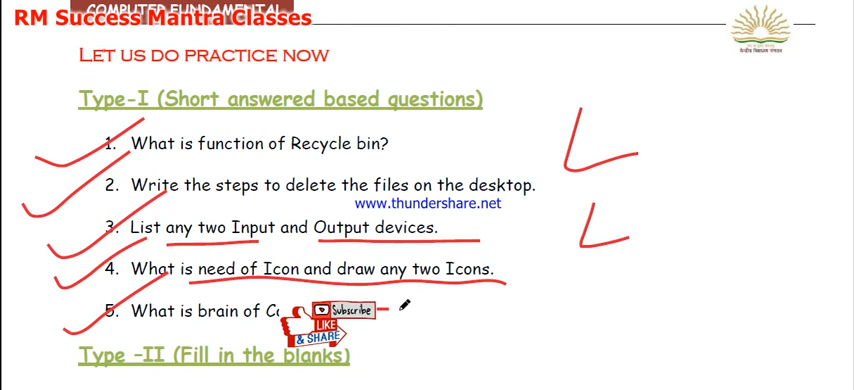 COMPUTED FUNDAMENTAL
RM Success Mantra Classes
केन्द्रीय विद्यालय संगठन
LET US DO PRACTICE NOW
Type-I (Short answered based questions)
1. What is function of Recycle bin?
2. Write the steps to delete the files on the desktop.
www.thundershare.net
3. List any two Input and Output devices.
4. What is need of Icon and draw any two Icons.
5. What is brain of
Subscribe
LIKE
& SHARE
Type -II (Fill in the blanks)